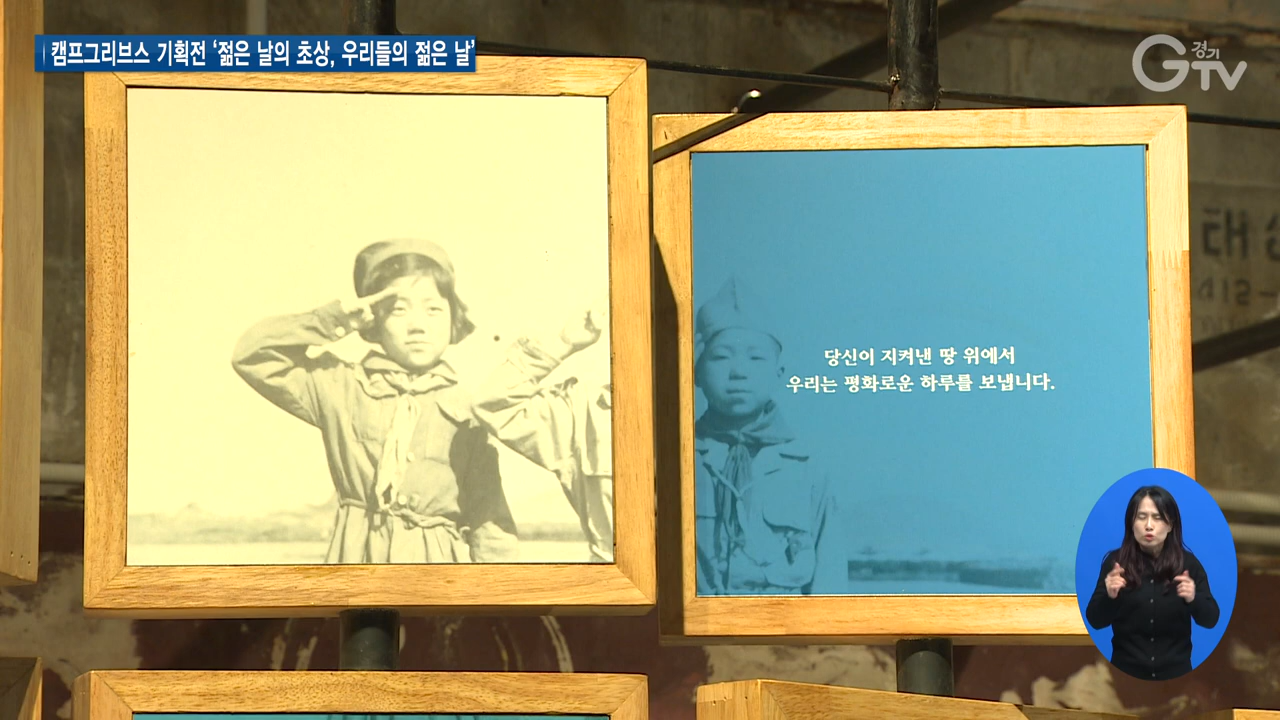 캠프그리브스 기획전 '젊은 날의 초상, 우리들의 젊은 날'
경기
GTV
당신이 지켜낸 땅 위에서
우리는 평화로운 하루를 보냅니다.